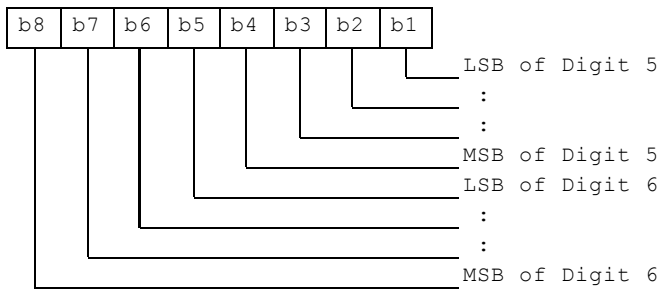 b8 b7 b6 b5 b4 b3 b2 b1
LSB of Digit 5
:
:
MSB of Digit 5
LSB of Digit 6
:
:
MSB of Digit 6